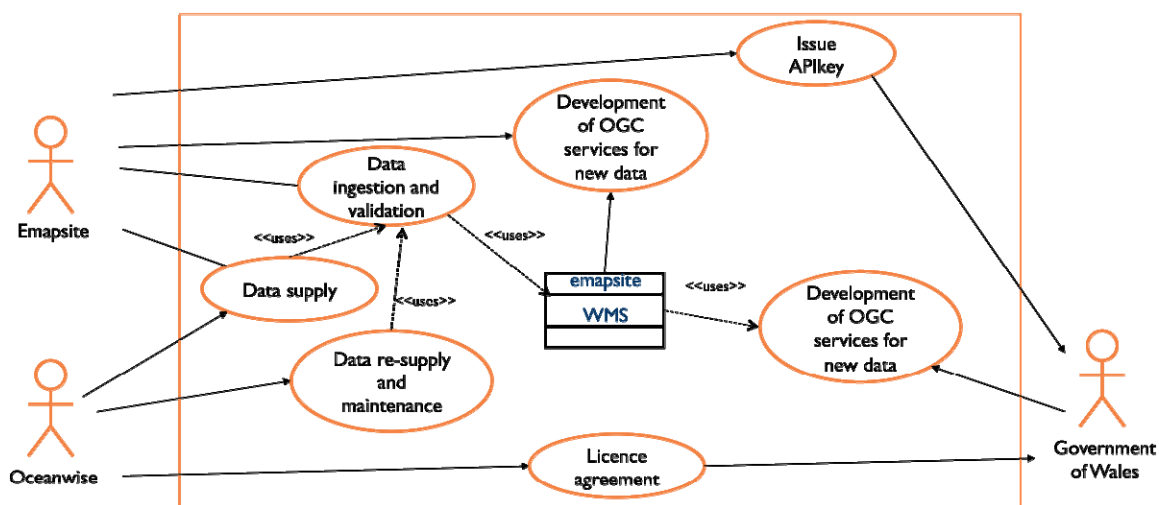 Issue
APIkey
Development
of OGC
services for
new data
Data
ingestion and
validation
Emapsite
<<uses>>
<<uses>>
emapsite
WMS
<<uses>>
<<uses>>
Data supply
Development
of OGC
services for
new data
Data re-supply
and
maintenance
Oceanwise
Licence
agreement
Government
of Wales